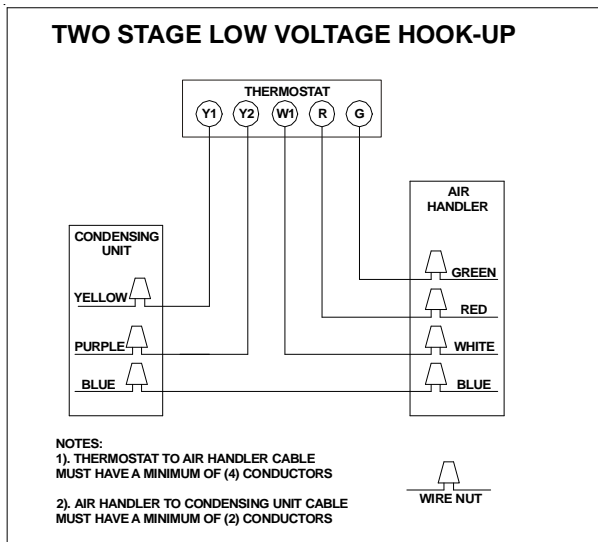 TWO STAGE LOW VOLTAGE HOOK-UP
THERMOSTAT
Y1 Y2 W1 R G
AIR
HANDLER
CONDENSING
UNIT
GREEN
YELLOW
RED
PURPLE
WHITE
BLUE
BLUE
NOTES:
1). THERMOSTAT TO AIR HANDLER CABLE
MUST HAVE A MINIMUM OF (4) CONDUCTORS
2). AIR HANDLER TO CONDENSING UNIT CABLE
MUST HAVE A MINIMUM OF (2) CONDUCTORS
WIRE NUT